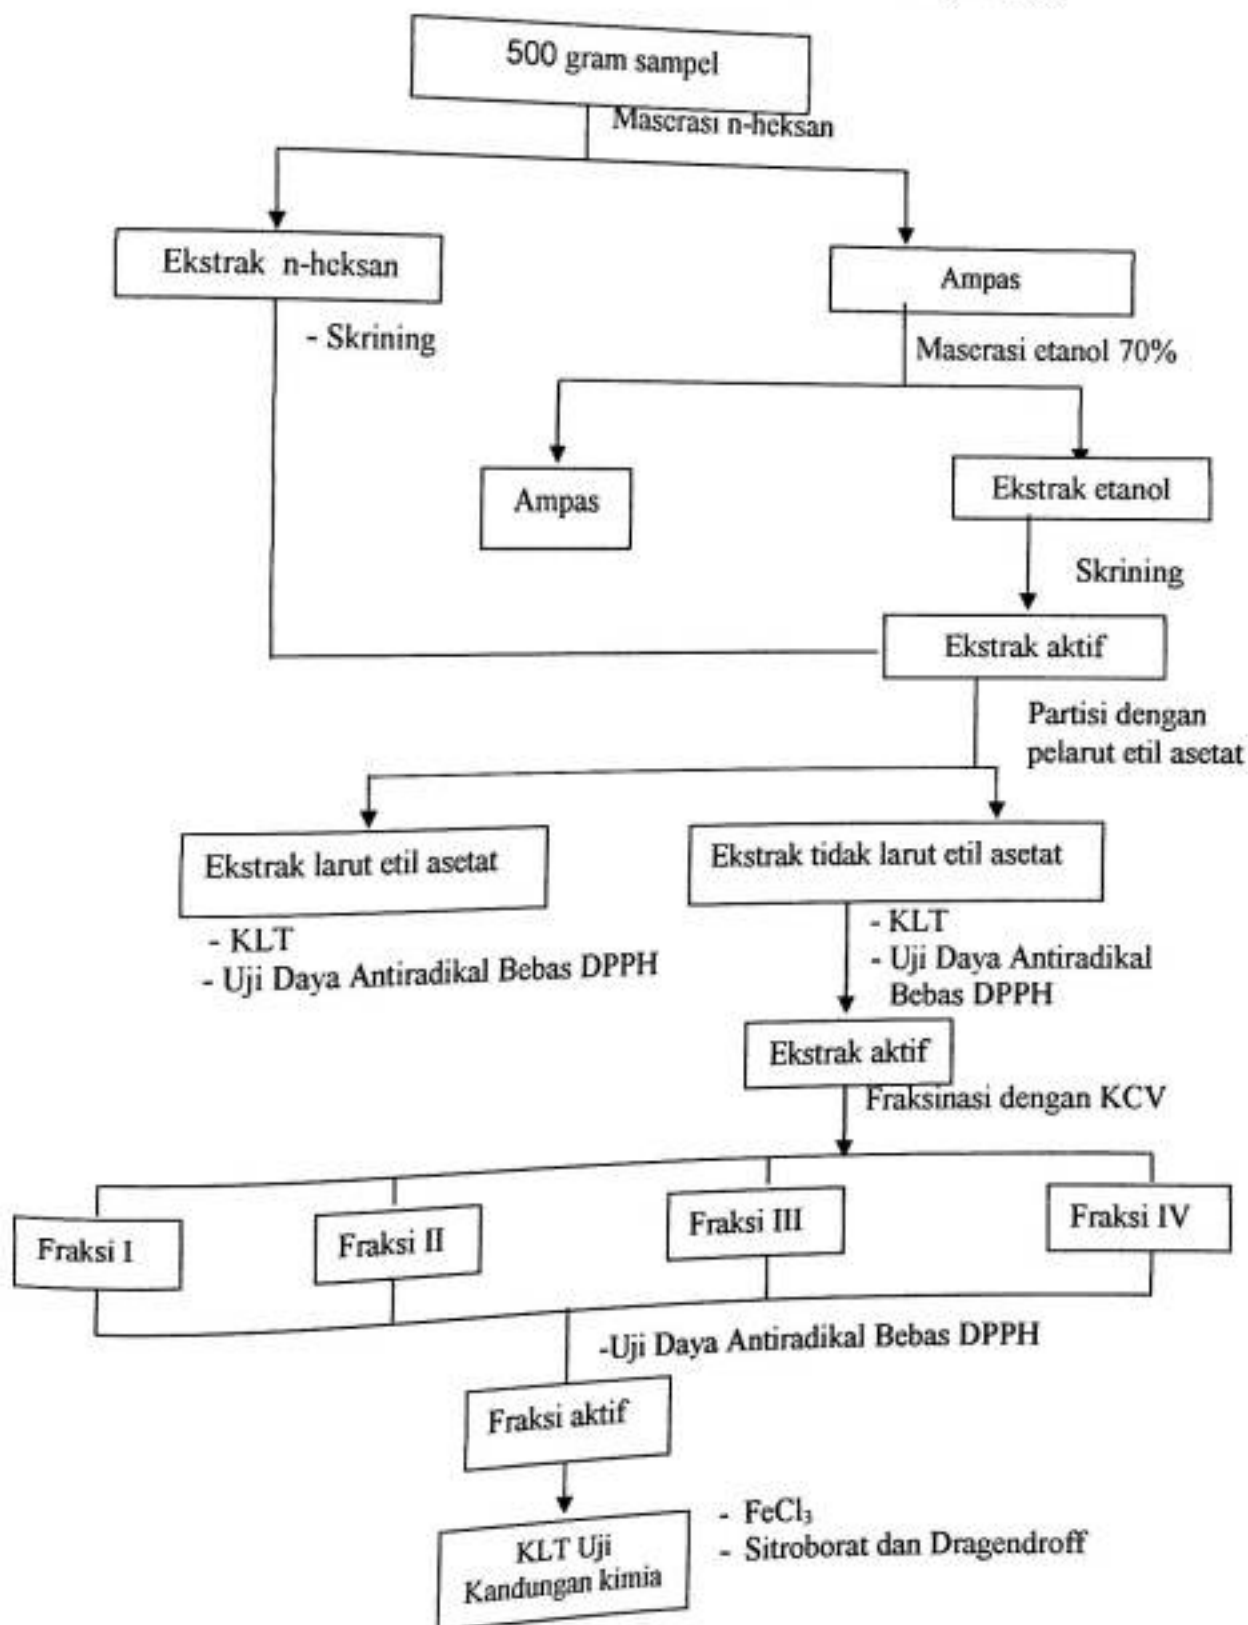 500 gram sampel
Maserasi n-heksan
Ekstrak n-heksan
Ampas
- Skrining
Maserasi etanol 70%
Ampas
Ekstrak etanol
Skrining
Ekstrak aktif
Partisi dengan
pelarut etil asetat
Ekstrak larut etil asetat
Ekstrak tidak larut etil asetat
- KLT
- Uji Daya Antiradikal Bebas DPPH
- KLT
- Uji Daya Antiradikal
Bebas DPPH
Ekstrak aktif
Fraksinasi dengan KCV
Fraksi I
Fraksi II
Fraksi III
Fraksi IV
-Uji Daya Antiradikal Bebas DPPH
Fraksi aktif
KLT Uji
Kandungan kimia
- FeCl₃
- Sitroborat dan Dragendroff